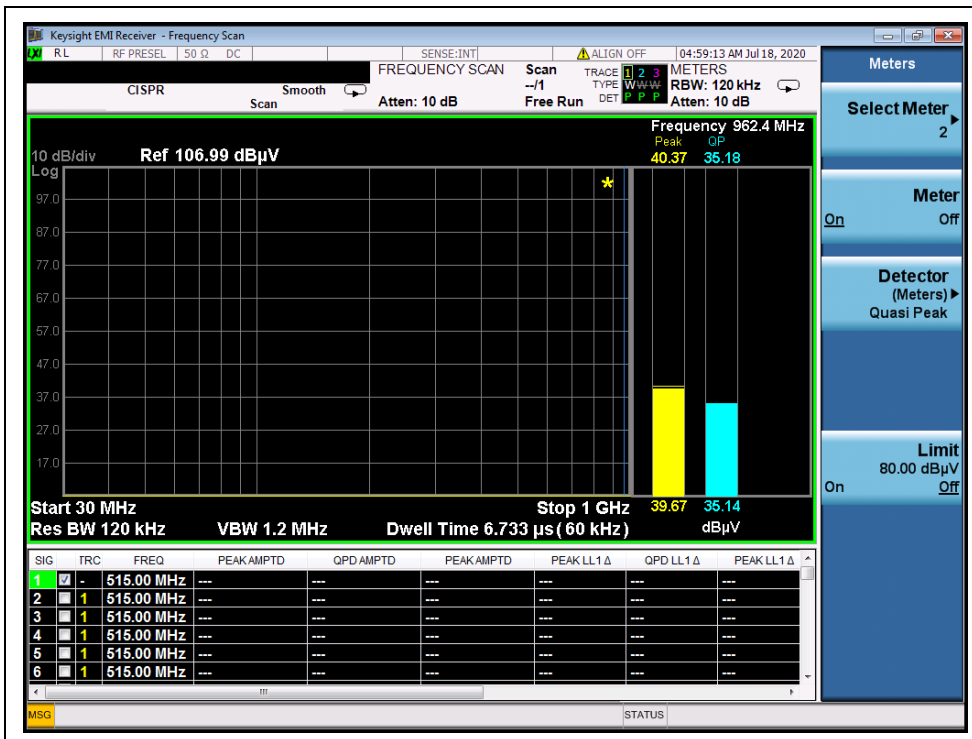 Keysight EMI Receiver - Frequency Scan
LXI RL RF PRESEL 50 Ω DC SENSE:INT ALIGN OFF 04:59:13 AM Jul 18, 2020
FREQUENCY SCAN Scan TRACE 1 2 3 METERS
CISPR Smooth --/1 TYPE W W W RBW: 120 kHz
Scan Atten: 10 dB Free Run DET P P P Atten: 10 dB
Frequency 962.4 MHz
Peak QP
10 dB/div Ref 106.99 dBµV 40.37 35.18
Log
97.0
87.0
77.0
67.0
57.0
47.0
37.0
27.0
17.0
Start 30 MHz Stop 1 GHz 39.67 35.14
Res BW 120 kHz VBW 1.2 MHz Dwell Time 6.733 µs (60 kHz) dBµV
SIG TRC FREQ PEAK AMPTD QPD AMPTD PEAK AMPTD PEAK LL1 Δ QPD LL1 Δ PEAK LL1 Δ
1 - 515.00 MHz --- --- --- --- --- ---
2 1 515.00 MHz --- --- --- --- --- ---
3 1 515.00 MHz --- --- --- --- --- ---
4 1 515.00 MHz --- --- --- --- --- ---
5 1 515.00 MHz --- --- --- --- --- ---
6 1 515.00 MHz --- --- --- --- --- ---
MSG STATUS
Meters
Select Meter
2
Meter
On Off
Detector
(Meters)
Quasi Peak
Limit
80.00 dBµV
On Off